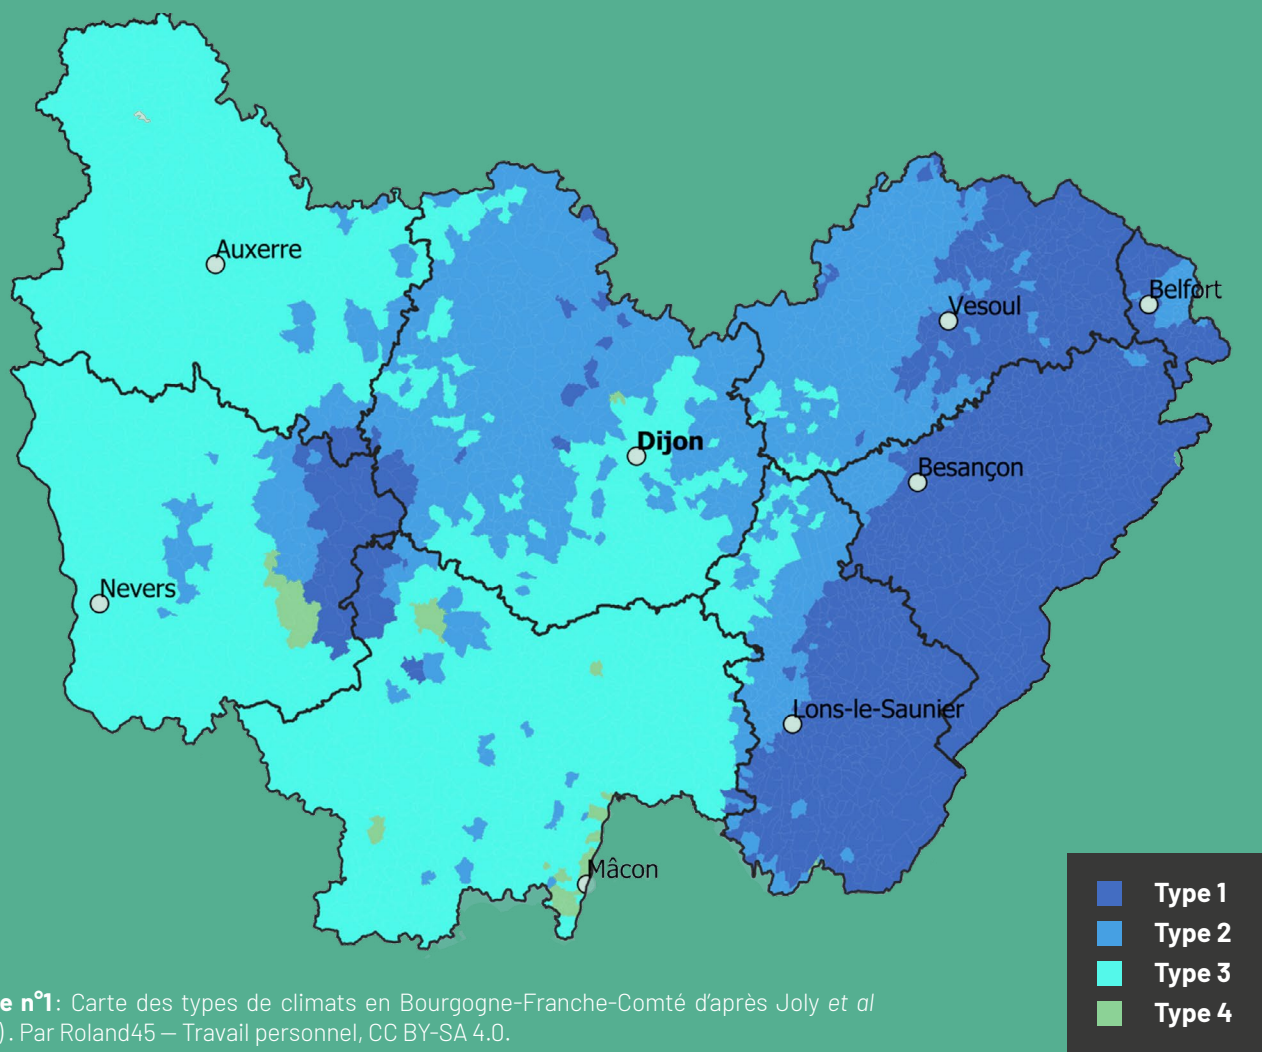 Auxerre
Belfort
Vesoul
Dijon
Besançon
Nevers
Lons-le-Saunier
Mâcon
Type 1
Type 2
Type 3
Type 4
e n°1: Carte des types de climats en Bourgogne-Franche-Comté d'après Joly et al
). Par Roland45 — Travail personnel, CC BY-SA 4.0.